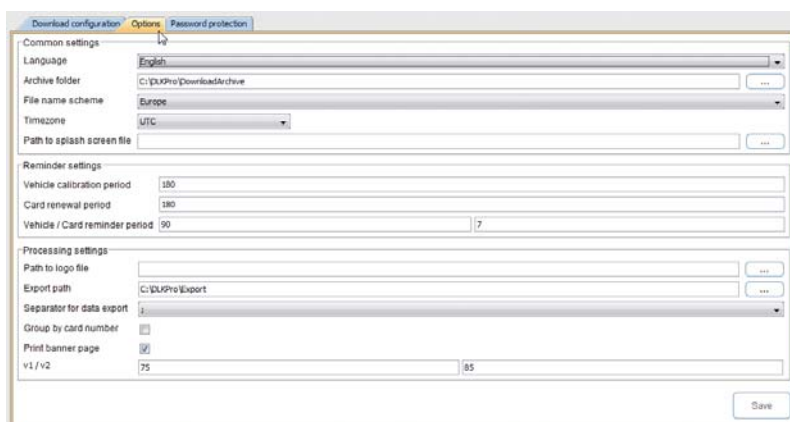 Download configuration Options Password protection
Common settings
Language English
Archive folder C:\DLKPro\DownloadArchive ...
File name scheme Europe
Timezone UTC
Path to splash screen file ...
Reminder settings
Vehicle calibration period 180
Card renewal period 180
Vehicle / Card reminder period 90 7
Processing settings
Path to logo file ...
Export path C:\DLKPro\Export ...
Separator for data export ;
Group by card number
Print banner page
v1 / v2 75 85
Save